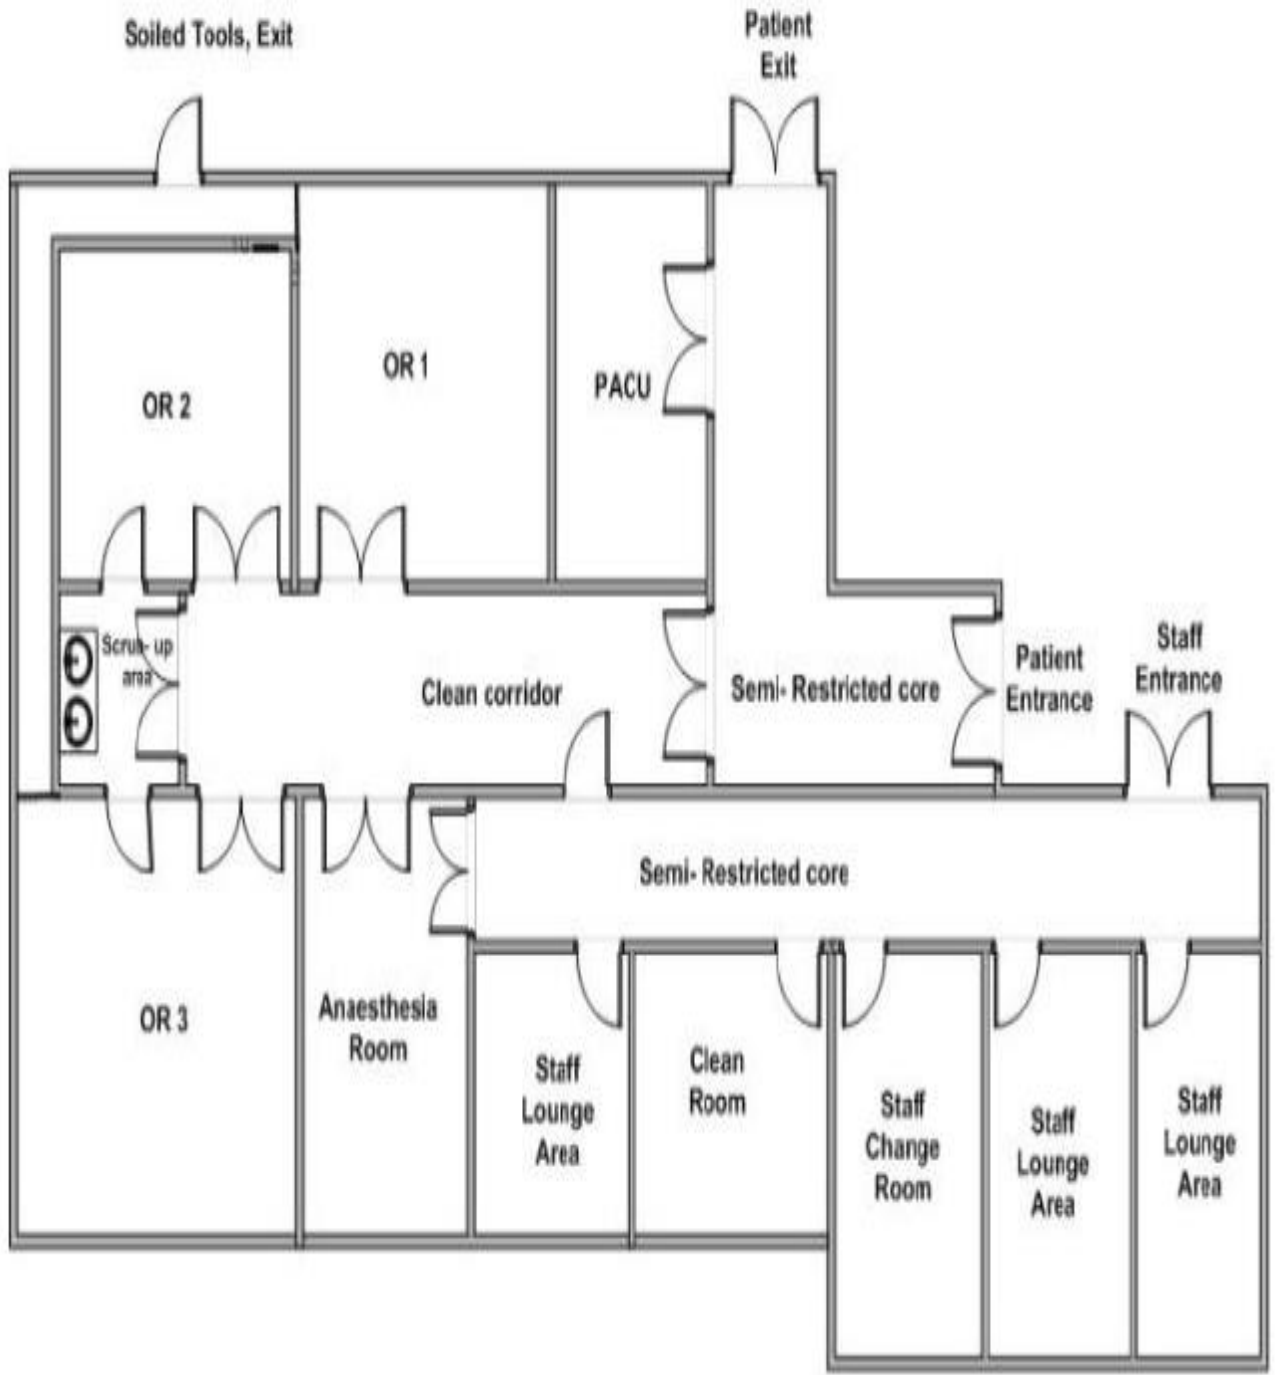 Soiled Tools, Exit
Patient
Exit
OR 1
OR 2
PACU
Scrub- up
area
Clean corridor
Semi- Restricted core
Patient
Entrance
Staff
Entrance
Semi- Restricted core
OR 3
Anaesthesia
Room
Staff
Lounge
Area
Clean
Room
Staff
Change
Room
Staff
Lounge
Area
Staff
Lounge
Area